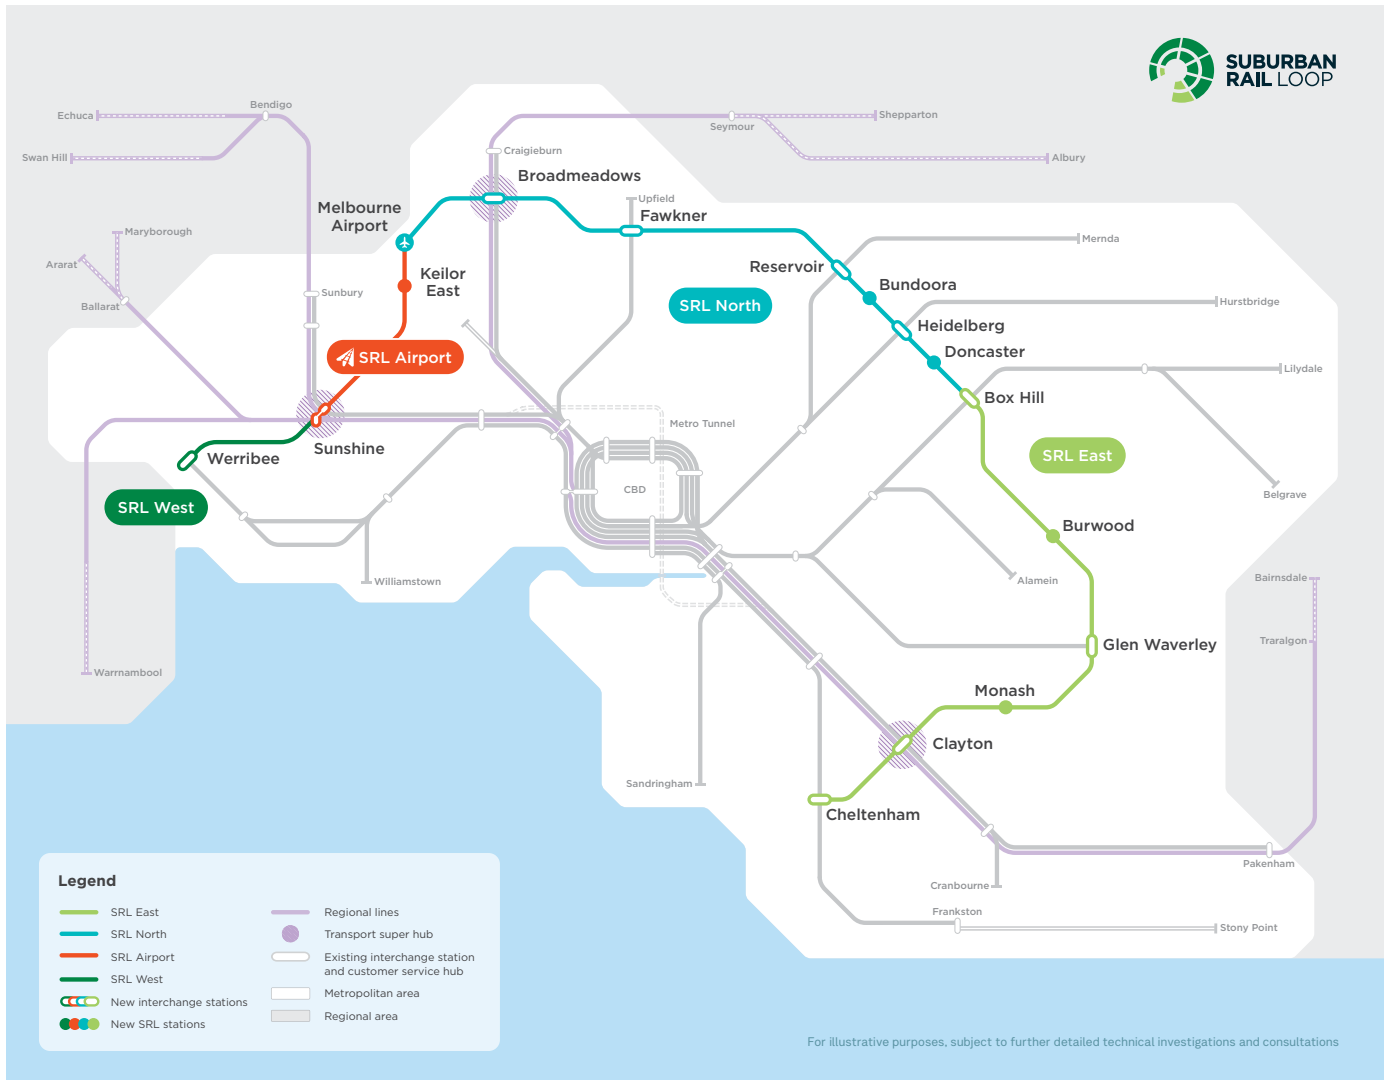 SUBURBAN
RAIL LOOP
Echuca
Bendigo
Swan Hill
Seymour
Shepparton
Albury
Craigieburn
Broadmeadows
Melbourne
Airport
Upfield
Fawkner
Maryborough
Ararat
Ballarat
Sunbury
Keilor
East
Mernda
Reservoir
Bundoora
SRL North
Hurstbridge
Heidelberg
Doncaster
SRL Airport
Lilydale
Box Hill
Metro Tunnel
Sunshine
Werribee
SRL East
CBD
Belgrave
SRL West
Burwood
Williamstown
Alamein
Bairnsdale
Traralgon
Glen Waverley
Warrnambool
Monash
Clayton
Sandringham
Cheltenham
Pakenham
Cranbourne
Frankston
Stony Point
Legend
SRL East
SRL North
SRL Airport
SRL West
New interchange stations
New SRL stations
Regional lines
Transport super hub
Existing interchange station
and customer service hub
Metropolitan area
Regional area
For illustrative purposes, subject to further detailed technical investigations and consultations